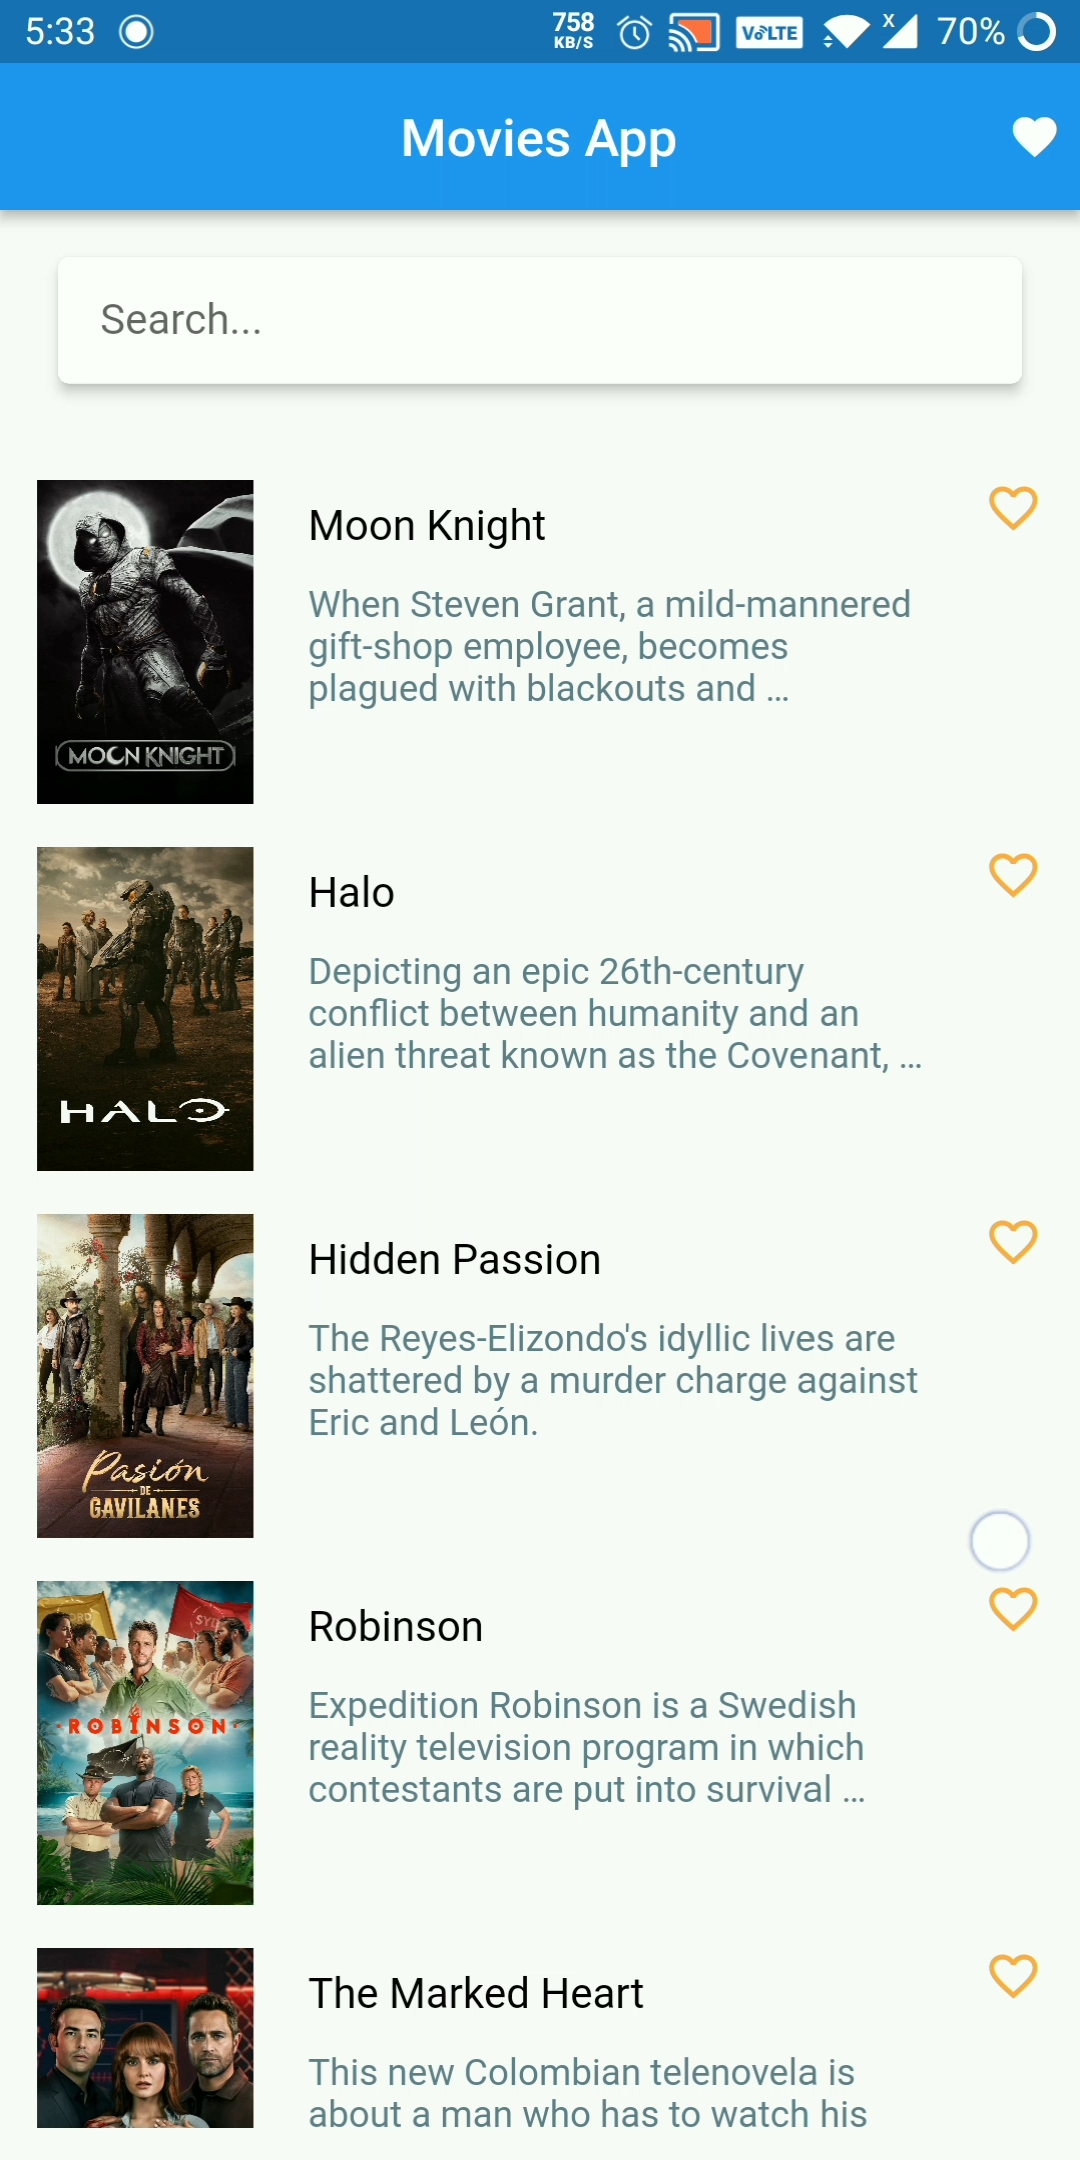 5:33
758
KB/S
VoLTE
X
70%
Movies App
Search...
MOON KNIGHT
Moon Knight
When Steven Grant, a mild-mannered
gift-shop employee, becomes
plagued with blackouts and ...
HALO
Halo
Depicting an epic 26th-century
conflict between humanity and an
alien threat known as the Covenant, ...
Pasión
DE
GAVILANES
Hidden Passion
The Reyes-Elizondo's idyllic lives are
shattered by a murder charge against
Eric and León.
ROBINSON
Robinson
Expedition Robinson is a Swedish
reality television program in which
contestants are put into survival ...
The Marked Heart
This new Colombian telenovela is
about a man who has to watch his